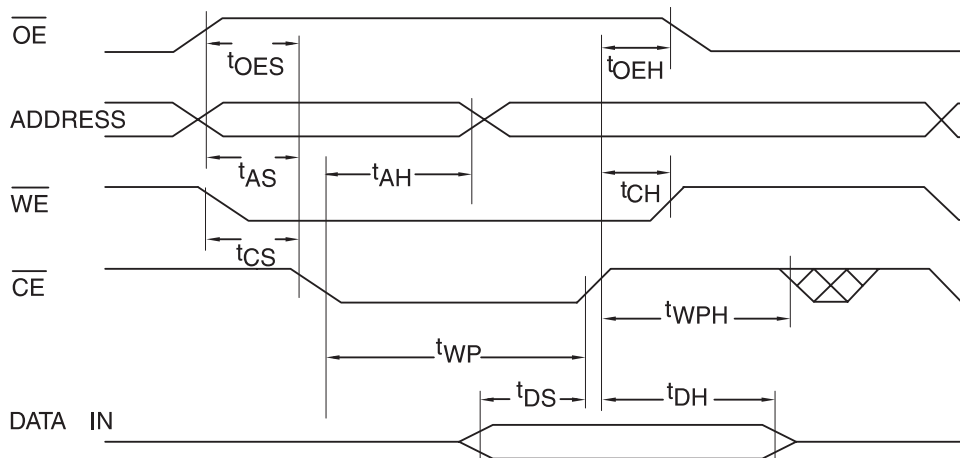 OE
tOES
tOEH
ADDRESS
tAS
tAH
tCH
WE
tCS
CE
tWPH
tWP
tDS
tDH
DATA IN